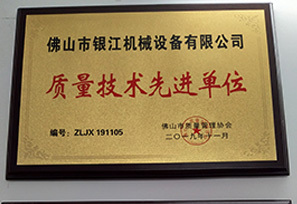 佛山市银江机械设备有限公司
质量技术先进单位
编号：ZLJX 191105
佛山市质量管理协会
二〇一九年十一月